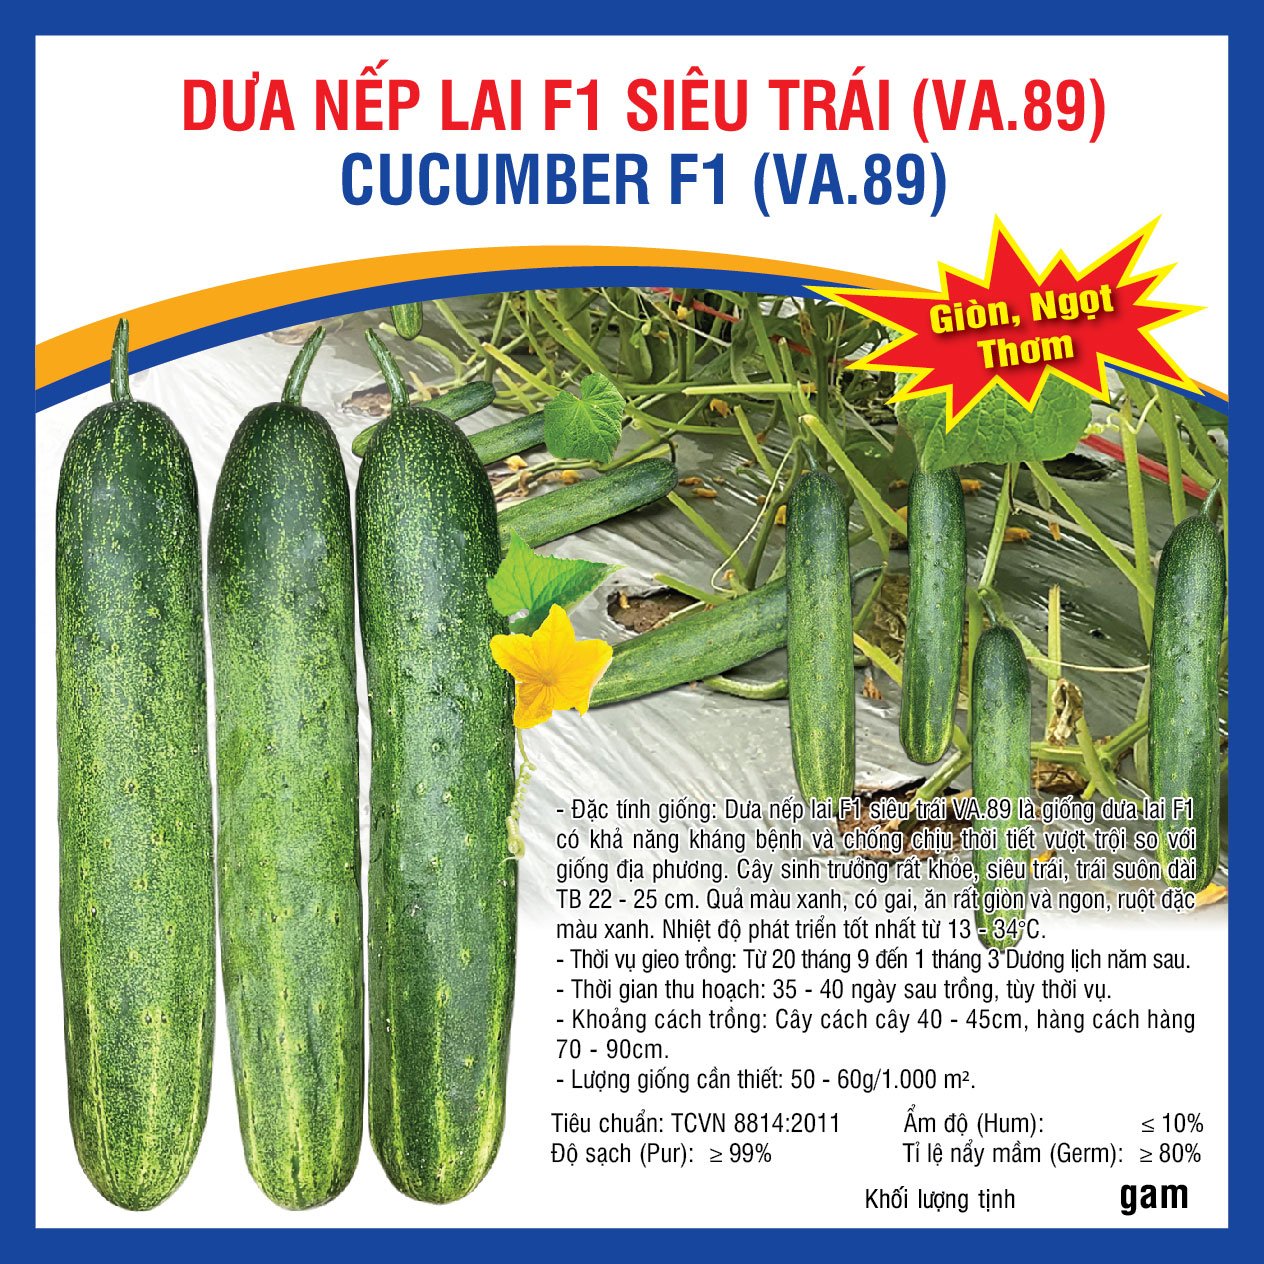 DƯA NẾP LAI F1 SIÊU TRÁI (VA.89)
CUCUMBER F1 (VA.89)
Giòn, Ngọt
Thơm
- Đặc tính giống: Dưa nếp lai F1 siêu trái VA.89 là giống dưa lai F1
có khả năng kháng bệnh và chống chịu thời tiết vượt trội so với
giống địa phương. Cây sinh trưởng rất khỏe, siêu trái, trái suôn dài
TB 22 - 25 cm. Quả màu xanh, có gai, ăn rất giòn và ngon, ruột đặc
màu xanh. Nhiệt độ phát triển tốt nhất từ 13 - 34°C.
- Thời vụ gieo trồng: Từ 20 tháng 9 đến 1 tháng 3 Dương lịch năm sau.
- Thời gian thu hoạch: 35 - 40 ngày sau trồng, tùy thời vụ.
- Khoảng cách trồng: Cây cách cây 40 - 45cm, hàng cách hàng
70 - 90cm.
- Lượng giống cần thiết: 50 - 60g/1.000 m².
Tiêu chuẩn: TCVN 8814:2011 Ẩm độ (Hum): ≤ 10%
Độ sạch (Pur): ≥ 99% Tỉ lệ nẩy mầm (Germ): ≥ 80%
Khối lượng tịnh gam